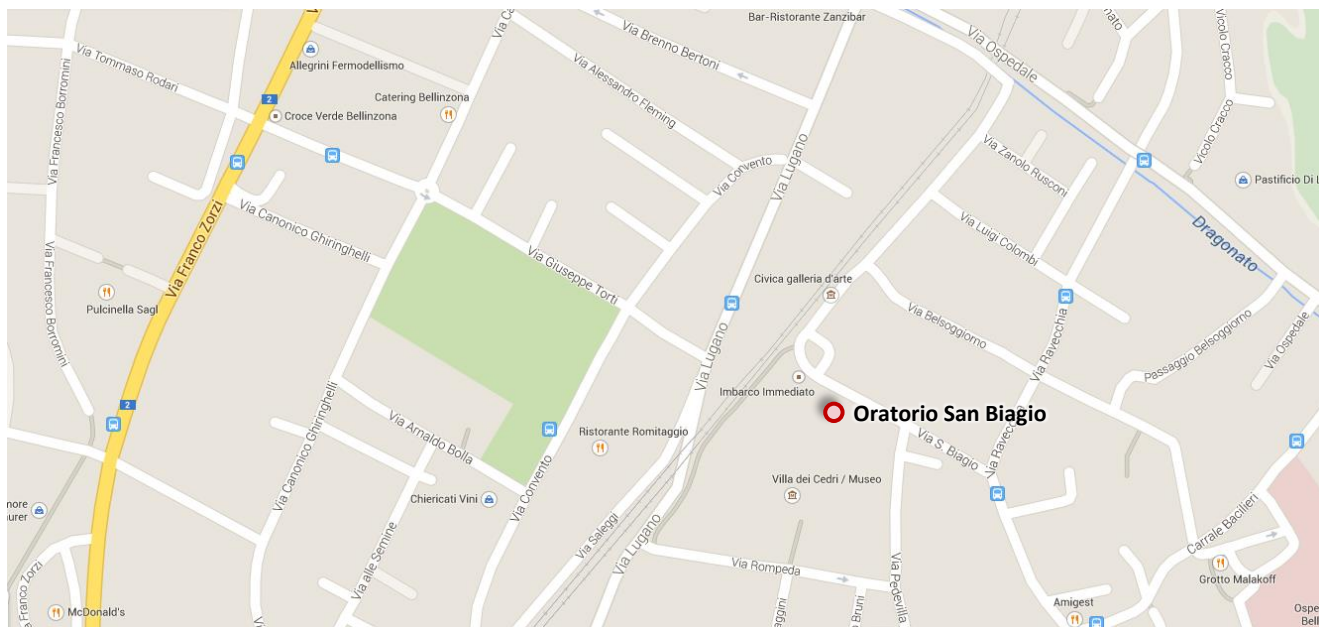 Bar-Ristorante Zanzibar
Via Brenno Bertoni
Via Ospedale
Vicolo Cracco
Via Tommaso Rodari
Allegrini Fermodellismo
2
Via Alessandro Fleming
Catering Bellinzona
Croce Verde Bellinzona
Via Francesco Borromini
Via Lugano
Via Convento
Via Zanolo Rusconi
Vicolo Cracco
Pastificio Di L
Via Canonico Ghiringhelli
Via Franco Zorzi
Via Luigi Colombi
Dragonato
Via Giuseppe Torti
Civica galleria d'arte
Via Francesco Borromini
Pulcinella Sagl
Via Belsoggiorno
Via Ravecchia
Passaggio Belsoggiorno
Via Ospedale
Via Lugano
Imbarco Immediato
Oratorio San Biagio
2
Via Canonico Ghiringhelli
Via Arnaldo Bolla
Ristorante Romitaggio
Via S. Biagio
Via Ravecchia
Villa dei Cedri / Museo
Chiericati Vini
Via Convento
Via Saleggi
Via Lugano
Carrale Bacilieri
Via alle Semine
Via Rompeda
Via Pedevilla
Grotto Malakoff
Amigest
McDonald's
Ospe
Bell